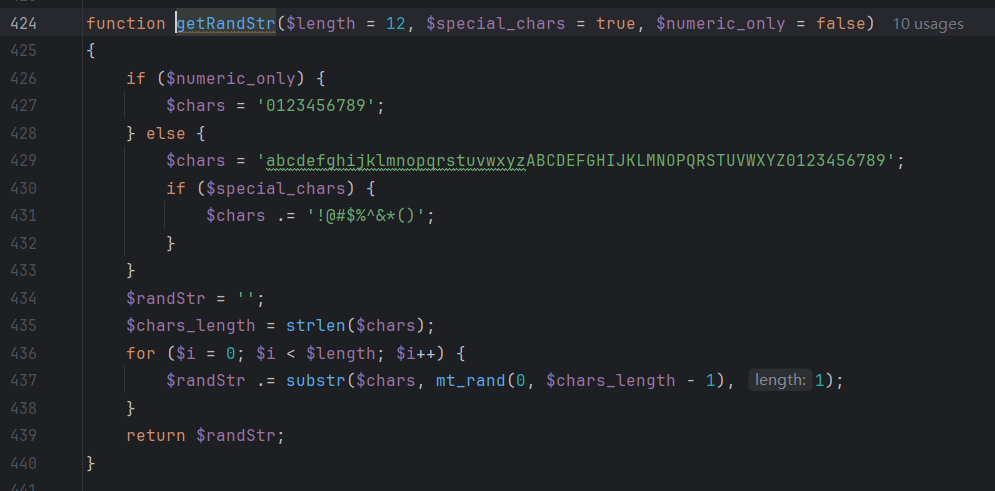 424 function getRandStr($length = 12, $special_chars = true, $numeric_only = false) 10 usages
425 {
426 if ($numeric_only) {
427 $chars = '0123456789';
428 } else {
429 $chars = 'abcdefghijklmnopqrstuvwxyzABCDEFGHIJKLMNOPQRSTUVWXYZ0123456789';
430 if ($special_chars) {
431 $chars .= '!@#$%^&*()';
432 }
433 }
434 $randStr = '';
435 $chars_length = strlen($chars);
436 for ($i = 0; $i < $length; $i++) {
437 $randStr .= substr($chars, mt_rand(0, $chars_length - 1), length: 1);
438 }
439 return $randStr;
440 }